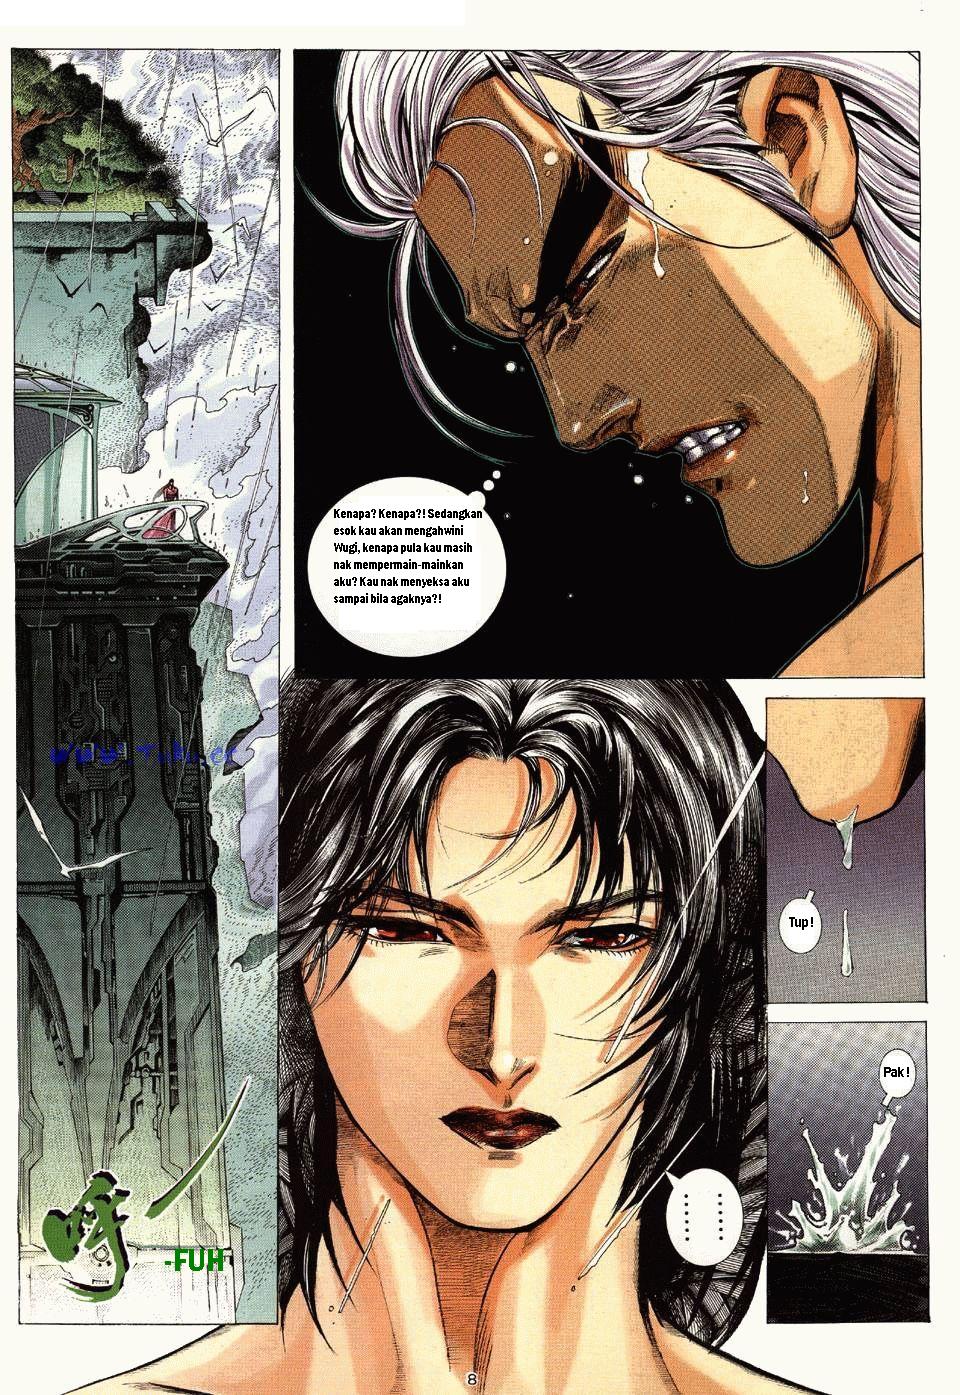 Kenapa? Kenapa?! Sedangkan
esok kau akan mengahwini
Wugi, kenapa pula kau masih
nak mempermain-mainkan
aku? Kau nak menyeksa aku
sampai bila agaknya?!
Tup!
Pak!
呼
-FUH
8